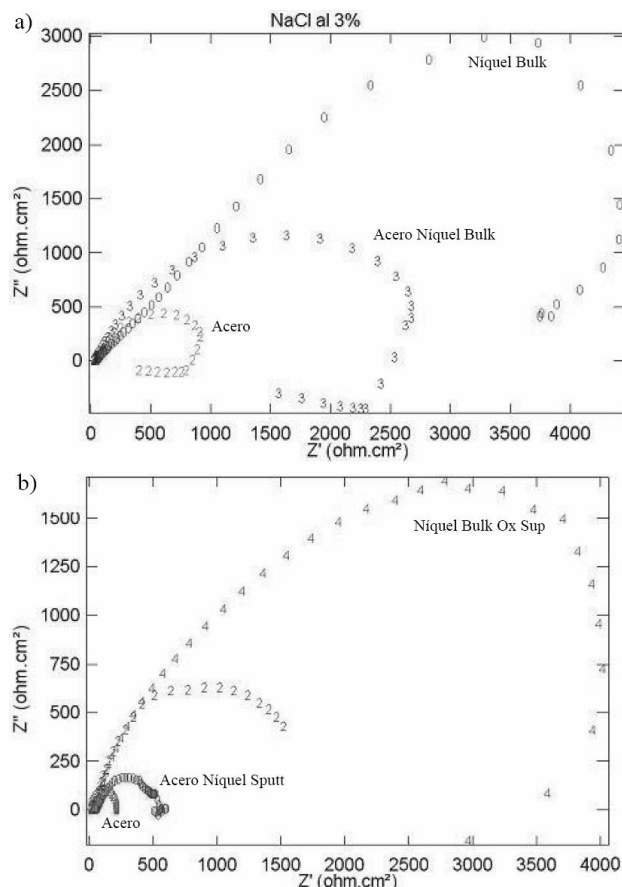 a)
NaCl al 3%
3000
2500
2000
1500
1000
500
0
Z" (ohm.cm²)
Níquel Bulk
Acero Níquel Bulk
Acero
0 500 1000 1500 2000 2500 3000 3500 4000
Z' (ohm.cm²)
b)
1500
1250
1000
750
500
250
0
Z" (ohm.cm²)
Níquel Bulk Ox Sup
Acero Níquel Sputt
Acero
0 500 1000 1500 2000 2500 3000 3500 4000
Z' (ohm.cm²)